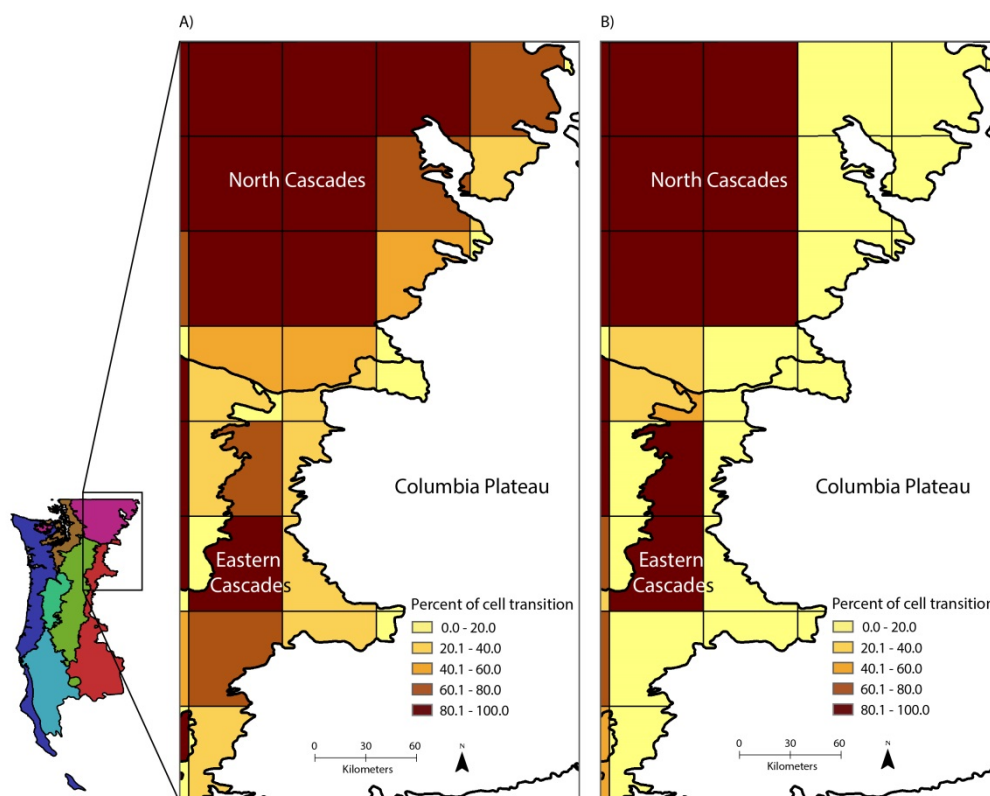 A)
B)
North Cascades
North Cascades
Columbia Plateau
Columbia Plateau
Eastern
Cascades
Eastern
Cascades
Percent of cell transition
0.0 - 20.0
20.1 - 40.0
40.1 - 60.0
60.1 - 80.0
80.1 - 100.0
Percent of cell transition
0.0 - 20.0
20.1 - 40.0
40.1 - 60.0
60.1 - 80.0
80.1 - 100.0
0 30 60
Kilometers
N
0 30 60
Kilometers
N